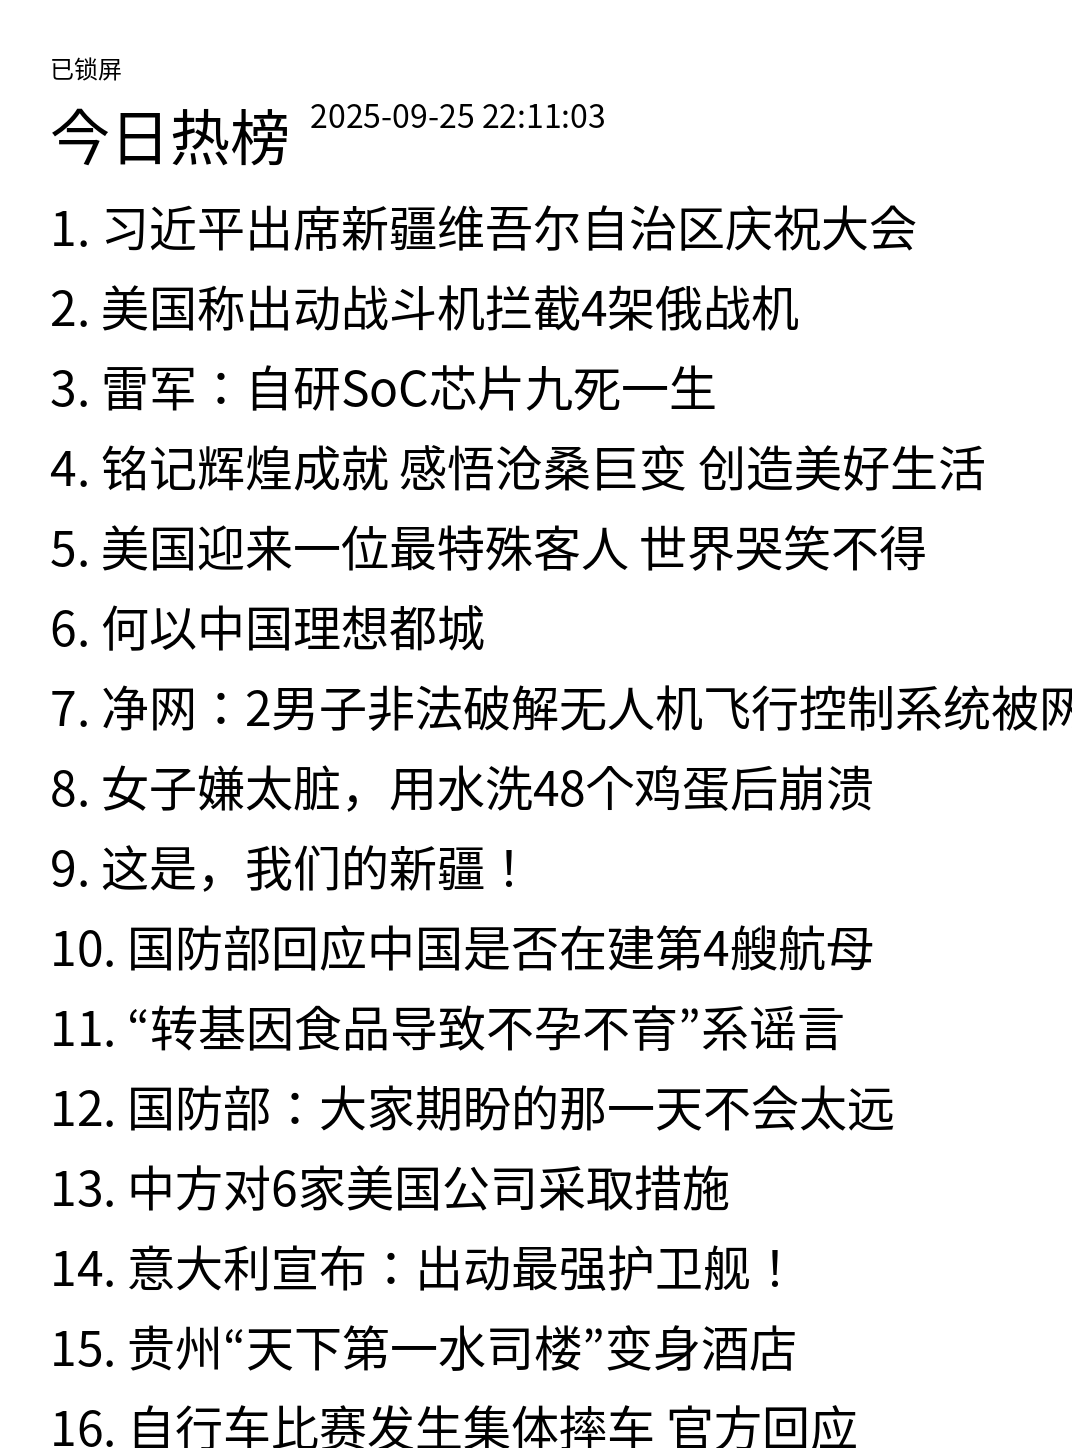 已锁屏
今日热榜 2025-09-25 22:11:03
1. 习近平出席新疆维吾尔自治区庆祝大会
2. 美国称出动战斗机拦截4架俄战机
3. 雷军：自研SoC芯片九死一生
4. 铭记辉煌成就 感悟沧桑巨变 创造美好生活
5. 美国迎来一位最特殊客人 世界哭笑不得
6. 何以中国理想都城
7. 净网：2男子非法破解无人机飞行控制系统被网
8. 女子嫌太脏，用水洗48个鸡蛋后崩溃
9. 这是，我们的新疆！
10. 国防部回应中国是否在建第4艘航母
11. “转基因食品导致不孕不育”系谣言
12. 国防部：大家期盼的那一天不会太远
13. 中方对6家美国公司采取措施
14. 意大利宣布：出动最强护卫舰！
15. 贵州“天下第一水司楼”变身酒店
16. 自行车比赛发生集体摔车 官方回应